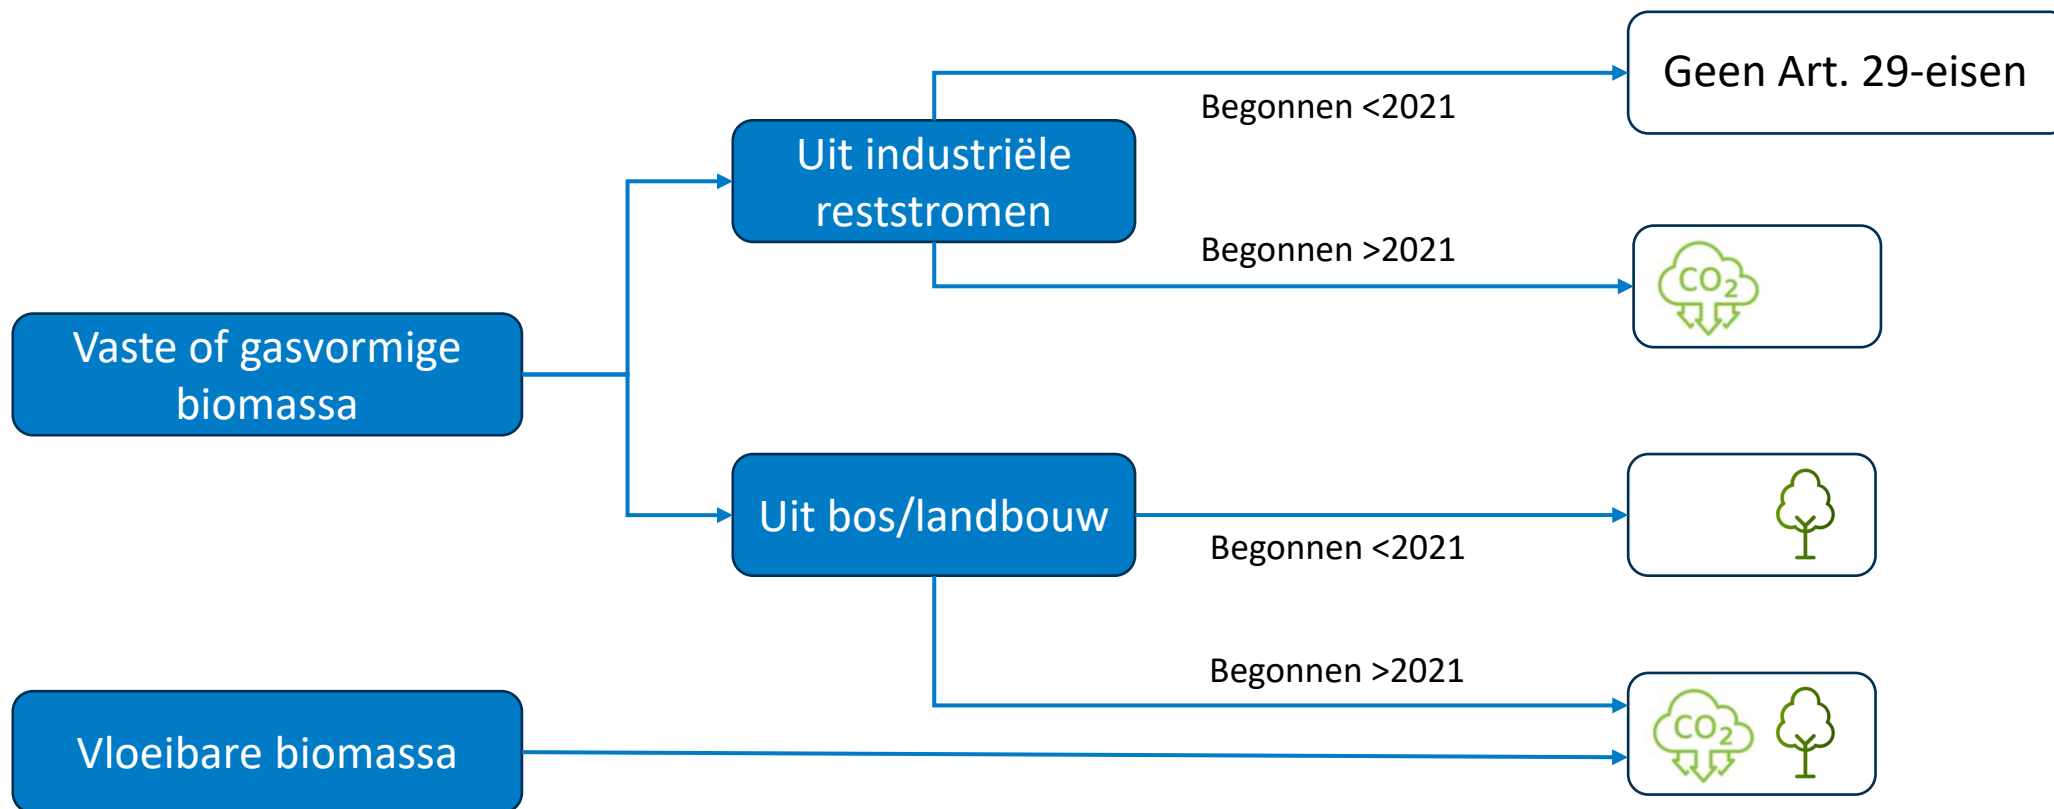 Geen Art. 29-eisen
Begonnen <2021
Uit industriële
reststromen
Begonnen >2021
CO2
Vaste of gasvormige
biomassa
Uit bos/landbouw
Begonnen <2021
Begonnen >2021
CO2
Vloeibare biomassa